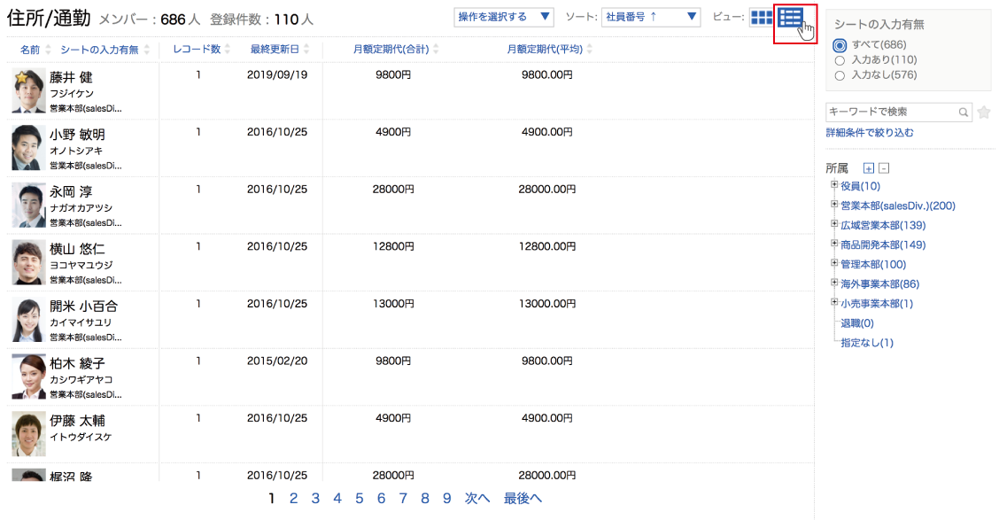 住所/通勤 メンバー：686人 登録件数：110人 操作を選択する ▼ ソート: 社員番号 ↑ ▼ ビュー:
名前 シートの入力有無 レコード数 最終更新日 月額定期代(合計) 月額定期代(平均)
藤井 健 1 2019/09/19 9800円 9800.00円
フジイケン
営業本部(salesDi...
小野 敏明 1 2016/10/25 4900円 4900.00円
オノトシアキ
営業本部(salesDi...
永岡 淳 1 2016/10/25 28000円 28000.00円
ナガオカアツシ
営業本部(salesDi...
横山 悠仁 1 2016/10/25 12800円 12800.00円
ヨコヤマユウジ
営業本部(salesDi...
開米 小百合 1 2016/10/25 13000円 13000.00円
カイマイサユリ
営業本部(salesDi...
柏木 綾子 1 2015/02/20 9800円 9800.00円
カシワギアヤコ
営業本部(salesDi...
伊藤 太輔 1 2016/10/25 4900円 4900.00円
イトウダイスケ
梶沼 隆 1 2016/10/25 28000円 28000.00円
1 2 3 4 5 6 7 8 9 次へ 最後へ
シートの入力有無
すべて(686)
入力あり(110)
入力なし(576)
キーワードで検索
詳細条件で絞り込む
所属 + -
役員(10)
営業本部(salesDiv.)(200)
広域営業本部(139)
商品開発本部(149)
管理本部(100)
海外事業本部(86)
小売事業本部(1)
退職(0)
指定なし(1)